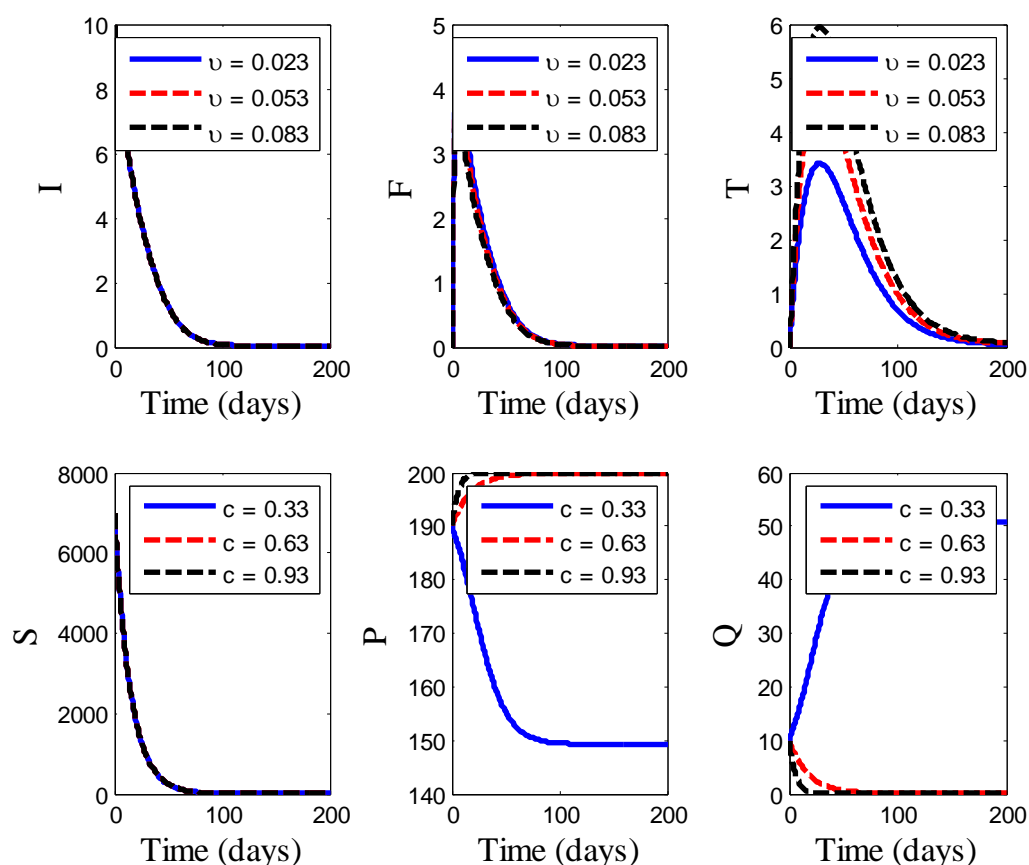 10
8
6
4
2
0
I
0
100
200
Time (days)
υ = 0.023
υ = 0.053
υ = 0.083
5
4
3
2
1
0
F
0
100
200
Time (days)
υ = 0.023
υ = 0.053
υ = 0.083
6
5
4
3
2
1
0
T
0
100
200
Time (days)
υ = 0.023
υ = 0.053
υ = 0.083
8000
6000
4000
2000
0
S
0
100
200
Time (days)
c = 0.33
c = 0.63
c = 0.93
200
190
180
170
160
150
140
P
0
100
200
Time (days)
c = 0.33
c = 0.63
c = 0.93
60
50
40
30
20
10
0
Q
0
100
200
Time (days)
c = 0.33
c = 0.63
c = 0.93